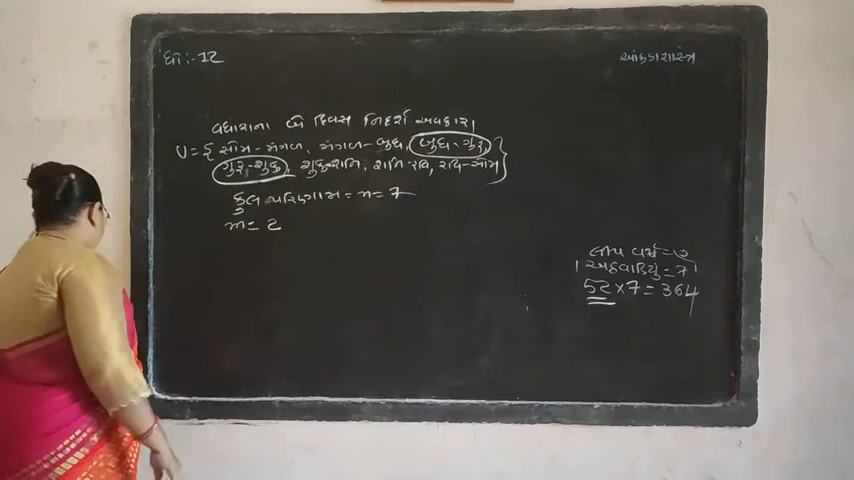 ધો :- 12
આંકડાશાસ્ત્ર
વધારાના બે દિવસ નિદર્શ અવકાશ
U = { સોમ-મંગળ, મંગળ-બુધ, બુધ-ગુરુ,
ગુરુ-શુક્ર, શુક્ર-શનિ, શનિ-રવિ, રવિ-સોમ }
કુલ પરિણામ = n = 7
m = 2
લીપ વર્ષ =
1 અઠવાડિયું = 7
52 x 7 = 364